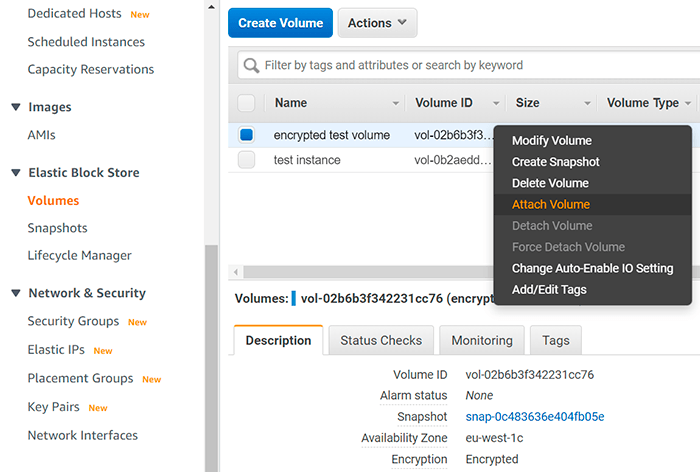 Dedicated Hosts New
Scheduled Instances
Capacity Reservations
Images
AMIs
Elastic Block Store
Volumes
Snapshots
Lifecycle Manager
Network & Security
Security Groups New
Elastic IPs New
Placement Groups New
Key Pairs New
Network Interfaces
Create Volume Actions
Filter by tags and attributes or search by keyword
Name Volume ID Size Volume Type
encrypted test volume vol-02b6b3f3...
test instance vol-0b2aedd...
Modify Volume
Create Snapshot
Delete Volume
Attach Volume
Detach Volume
Force Detach Volume
Change Auto-Enable IO Setting
Add/Edit Tags
Volumes: vol-02b6b3f342231cc76 (encrypt
Description Status Checks Monitoring Tags
Volume ID vol-02b6b3f342231cc76
Alarm status None
Snapshot snap-0c483636e404fb05e
Availability Zone eu-west-1c
Encryption Encrypted